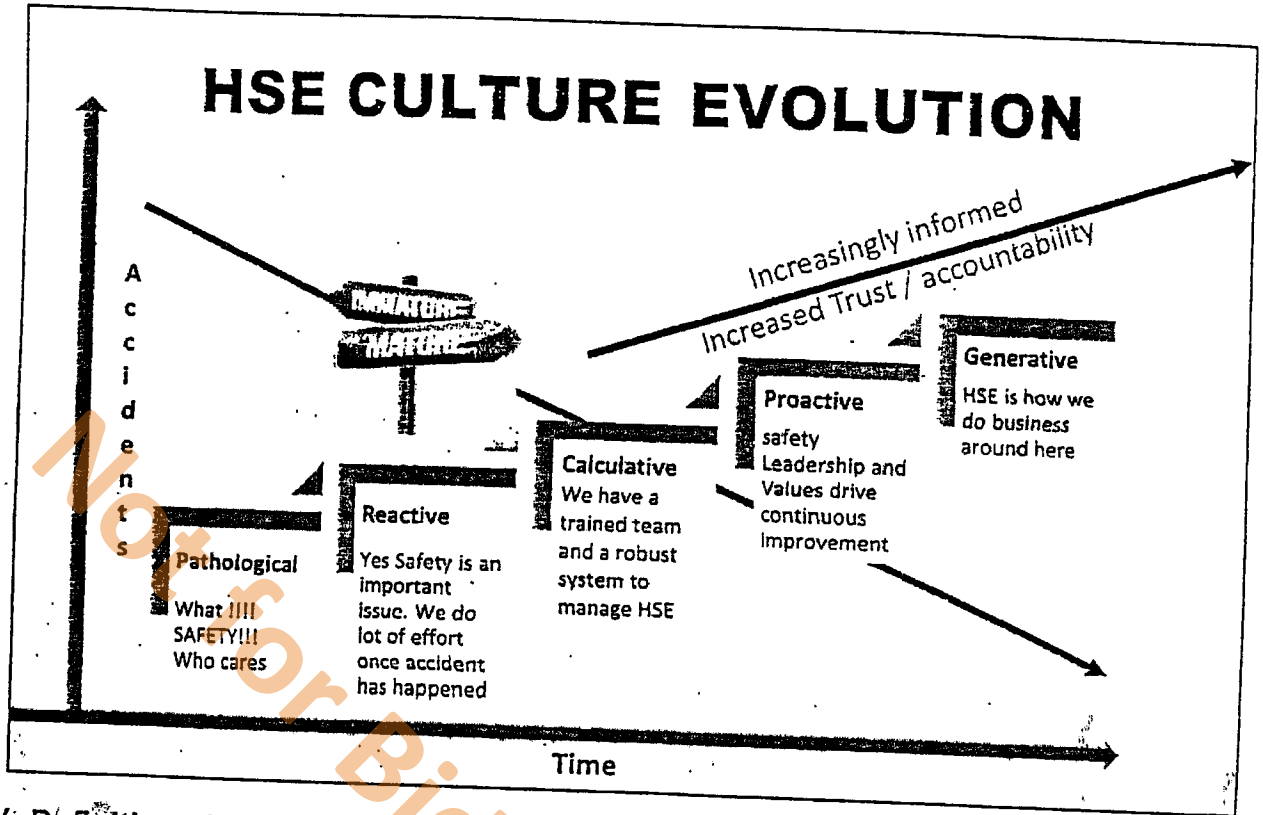 HSE CULTURE EVOLUTION
Accidents
IMMATURE
MATURE
Increasingly informed
Increased Trust / accountability
Pathological
What !!!!
SAFETY!!!
Who cares
Reactive
Yes Safety is an
important
issue. We do
lot of effort
once accident
has happened
Calculative
We have a
trained team
and a robust
system to
manage HSE
Proactive
safety
Leadership and
Values drive
continuous
improvement
Generative
HSE is how we
do business
around here
Time
Not for